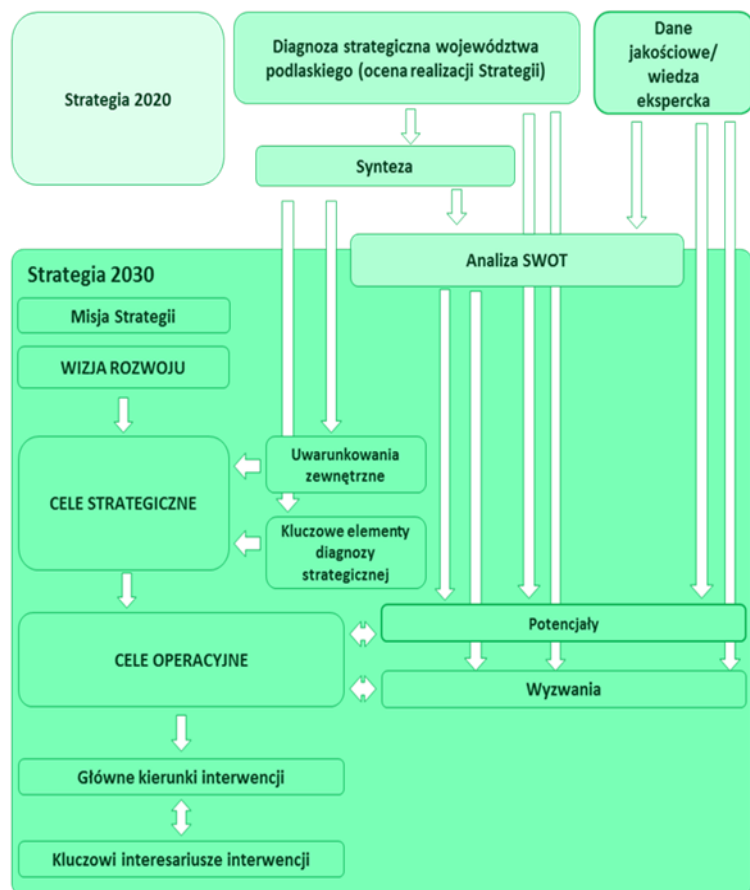 Strategia 2020
Diagnoza strategiczna województwa
podlaskiego (ocena realizacji Strategii)
Dane
jakościowe/
wiedza
ekspercka
Synteza
Analiza SWOT
Strategia 2030
Misja Strategii
WIZJA ROZWOJU
CELE STRATEGICZNE
Uwarunkowania
zewnętrzne
Kluczowe elementy
diagnozy
strategicznej
CELE OPERACYJNE
Potencjały
Wyzwania
Główne kierunki interwencji
Kluczowi interesariusze interwencji